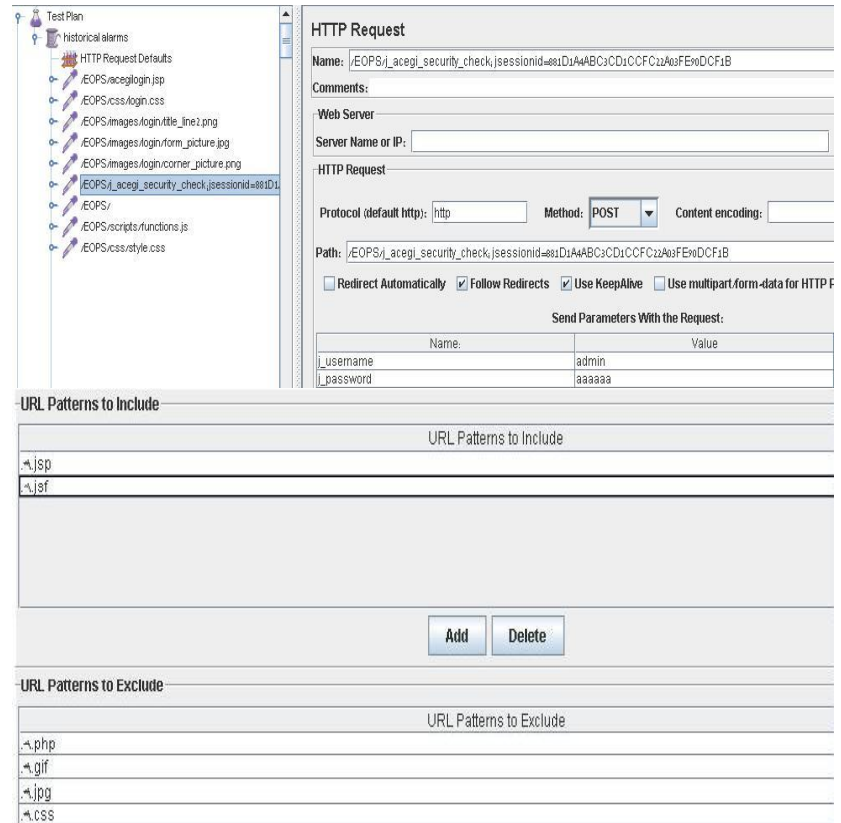 Test Plan
historical alarms
HTTP Request Defaults
/EOPS/acegilogin.jsp
/EOPS/css/login.css
/EOPS/images/login/title_line2.png
/EOPS/images/login/form_picture.jpg
/EOPS/images/login/corner_picture.png
/EOPS/j_acegi_security_check;jsessionid=881D1
/EOPS/
/EOPS/scripts/functions.js
/EOPS/css/style.css
HTTP Request
Name: /EOPS/j_acegi_security_check;jsessionid=881D1A4ABC3CD1CCFC22A03FE90DCF1B
Comments:
Web Server
Server Name or IP:
HTTP Request
Protocol (default http): http Method: POST Content encoding:
Path: /EOPS/j_acegi_security_check;jsessionid=881D1A4ABC3CD1CCFC22A03FE90DCF1B
Redirect Automatically Follow Redirects Use KeepAlive Use multipart/form-data for HTTP P
Send Parameters With the Request:
Name: Value
j_username admin
j_password aaaaaa
URL Patterns to Include
URL Patterns to Include
.*\.jsp
.*\.jsf
Add Delete
URL Patterns to Exclude
URL Patterns to Exclude
.*\.php
.*\.gif
.*\.jpg
.*\.css